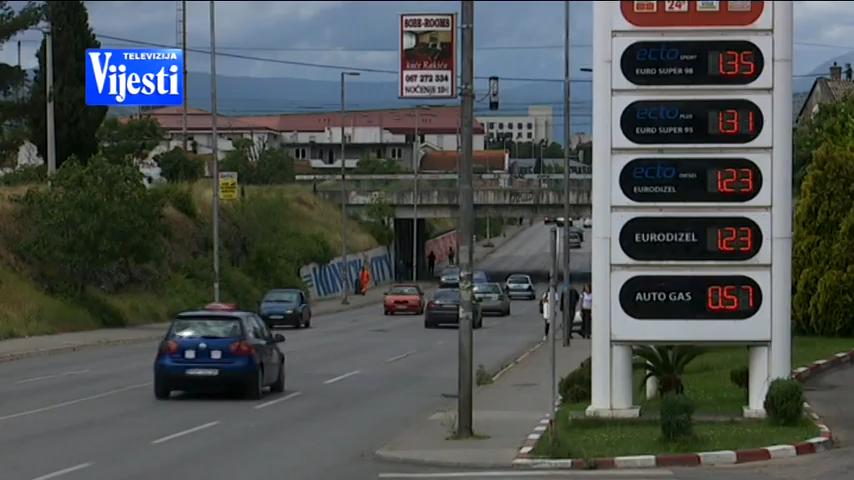 TELEVIZIJA
Vijesti
SOBE-ROOMS
kuće Rakića
067 272 334
NOĆENJE 10€
24h
ecto SPORT
EURO SUPER 98
1.35
ecto PLUS
EURO SUPER 95
1.31
ecto DIESEL
EURODIZEL
1.23
EURODIZEL
1.23
AUTO GAS
0.57